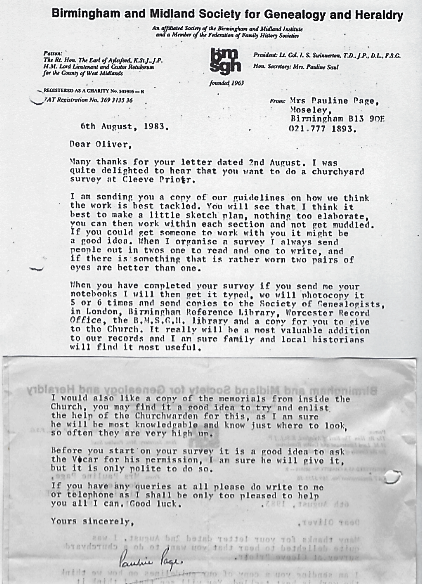 Birmingham and Midland Society for Genealogy and Heraldry
An affiliated Society of the Birmingham and Midland Institute
and a Member of the Federation of Family History Societies
Patron:
The Rt. Hon. The Earl of Aylesford, K.St.J., J.P.
H.M. Lord Lieutenant and Custos Rotulorum
for the County of West Midlands
bm
sgh
founded 1963
President: Lt. Col. I. S. Swinnerton, T.D., J.P., D.L., F.S.G.
Hon. Secretary: Mrs. Pauline Saul
REGISTERED AS A CHARITY No.
VAT Registration No. 369 3135 36
From: Mrs Pauline Page,
Moseley,
Birmingham B13 9DE
021.777 1893.
6th August, 1983.
Dear Oliver,
Many thanks for your letter dated 2nd August. I was
quite delighted to hear that you want to do a churchyard
survey at Cleeve Prior.
I am sending you a copy of our guidelines on how we think
the work is best tackled. You will see that I think it
best to make a little sketch plan, nothing too elaborate,
you can then work within each section and not get muddled.
If you could get someone to work with you it might be
a good idea. When I organise a survey I always send
people out in twos one to read and one to write, and
if there is something that is rather worn two pairs of
eyes are better than one.
When you have completed your survey if you send me your
notebooks I will then get it typed, we will photocopy it
5 or 6 times and send copies to the Society of Genealogists,
in London, Birmingham Reference Library, Worcester Record
Office, the B.M.S.G.H. library and a copy for you to give
to the Church. It really will be a most valuable addition
to our records and I am sure family and local historians
will find it most useful.
I would also like a copy of the memorials from inside the
Church, you may find it a good idea to try and enlist
the help of the Churchwarden for this, as I am sure
he will be most knowledgable and know just where to look,
so often they are very high up.
Before you start on your survey it is a good idea to ask
the Vicar for his permission, I am sure he will give it,
but it is only polite to do so.
If you have any queries at all please do write to me
or telephone as I shall be only too pleased to help
you all I can. Good luck.
Yours sincerely,
Pauline Page.